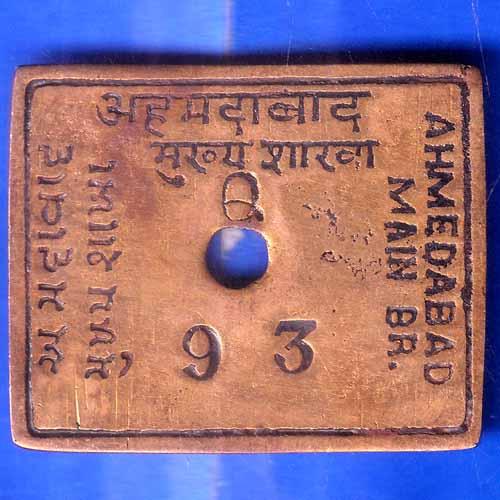 अहमदाबाद
मुख्य शाखा
અમદાવાદ
મુખ્ય શાખા
AHMEDABAD
MAIN BR.
Q
93